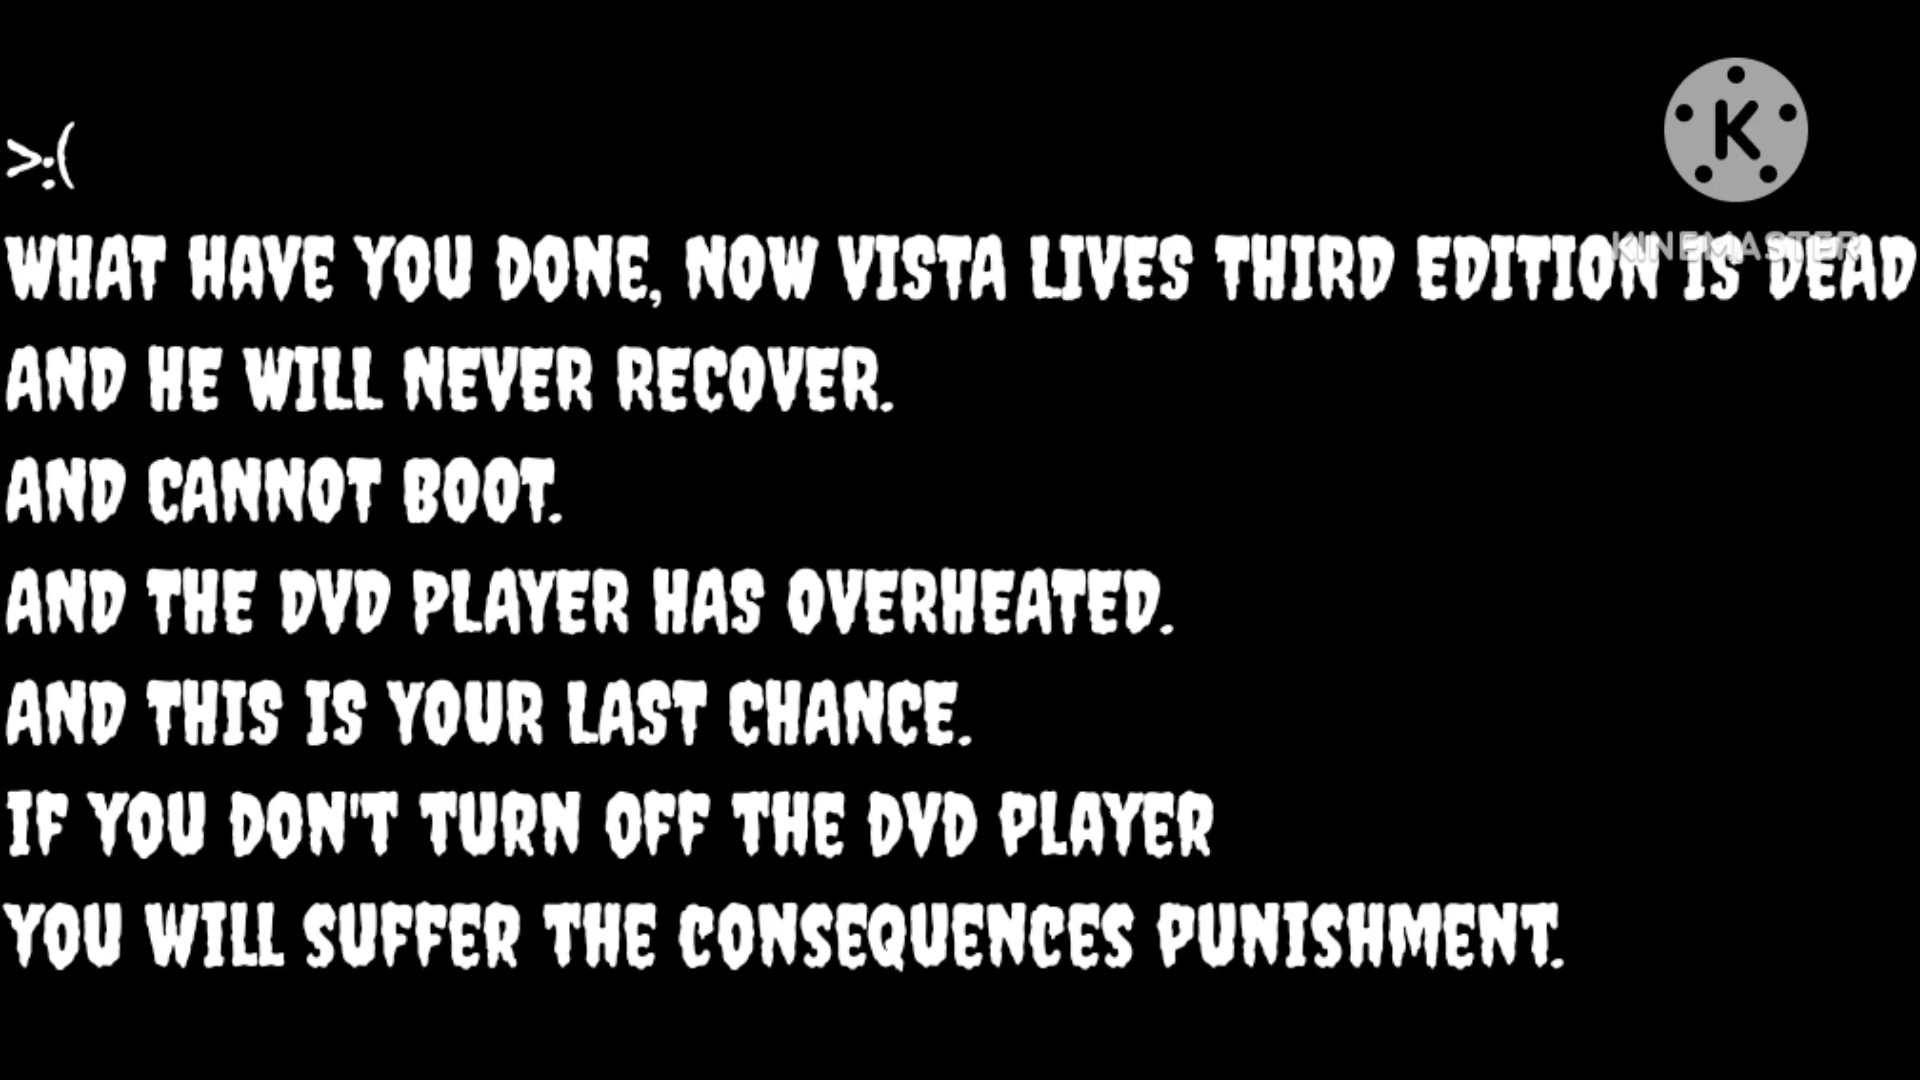 K
KINEMASTER
>:(
WHAT HAVE YOU DONE, NOW VISTA LIVES THIRD EDITION IS DEAD
AND HE WILL NEVER RECOVER.
AND CANNOT BOOT.
AND THE DVD PLAYER HAS OVERHEATED.
AND THIS IS YOUR LAST CHANCE.
IF YOU DON'T TURN OFF THE DVD PLAYER
YOU WILL SUFFER THE CONSEQUENCES PUNISHMENT.